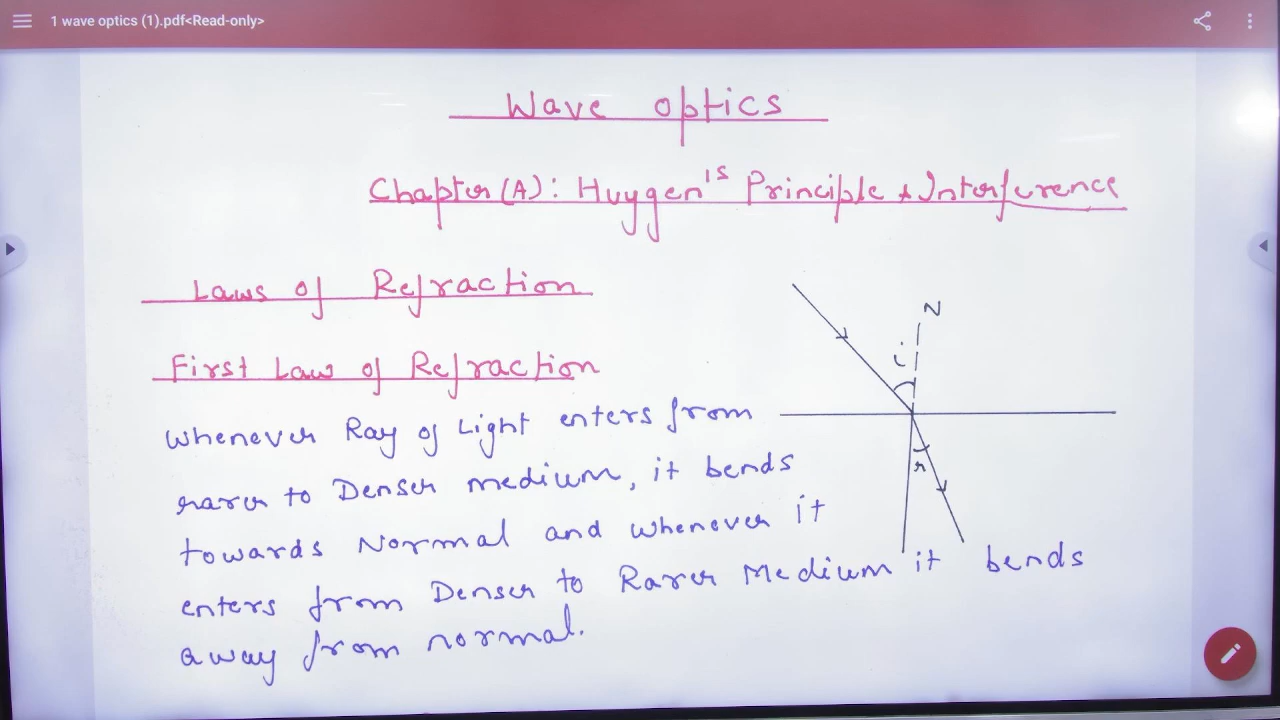 1 wave optics (1).pdf<Read-only>
Wave optics
Chapter (A): Huygen's Principle & Interference
Laws of Refraction
First Law of Refraction
Whenever Ray of Light enters from
rarer to Denser medium, it bends
towards Normal and whenever it
enters from Denser to Rarer Medium it bends
away from normal.
N
i
r